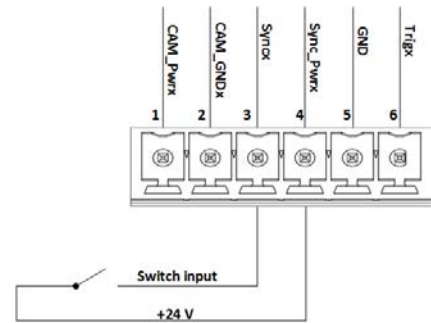 CAM_Pwrx
CAM_GNDx
Syncx
Sync_Pwrx
GND
Trigx
1 2 3 4 5 6
Switch input
+24 V